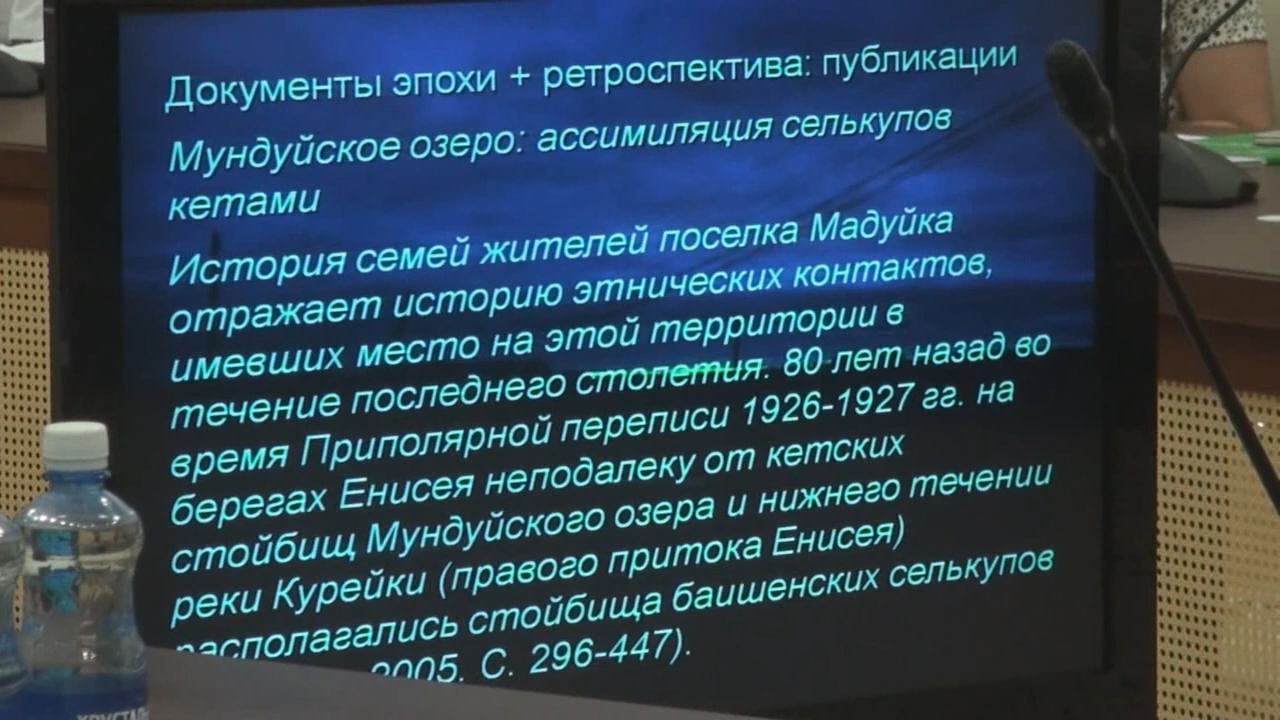 Документы эпохи + ретроспектива: публикации
Мундуйское озеро: ассимиляция селькупов
кетами
История семей жителей поселка Мадуйка
отражает историю этнических контактов,
имевших место на этой территории в
течение последнего столетия. 80 лет назад во
время Приполярной переписи 1926-1927 гг. на
берегах Енисея неподалеку от кетских
стойбищ Мундуйского озера и нижнего течении
реки Курейки (правого притока Енисея)
располагались стойбища баишенских селькупов
2005. С. 296-447).